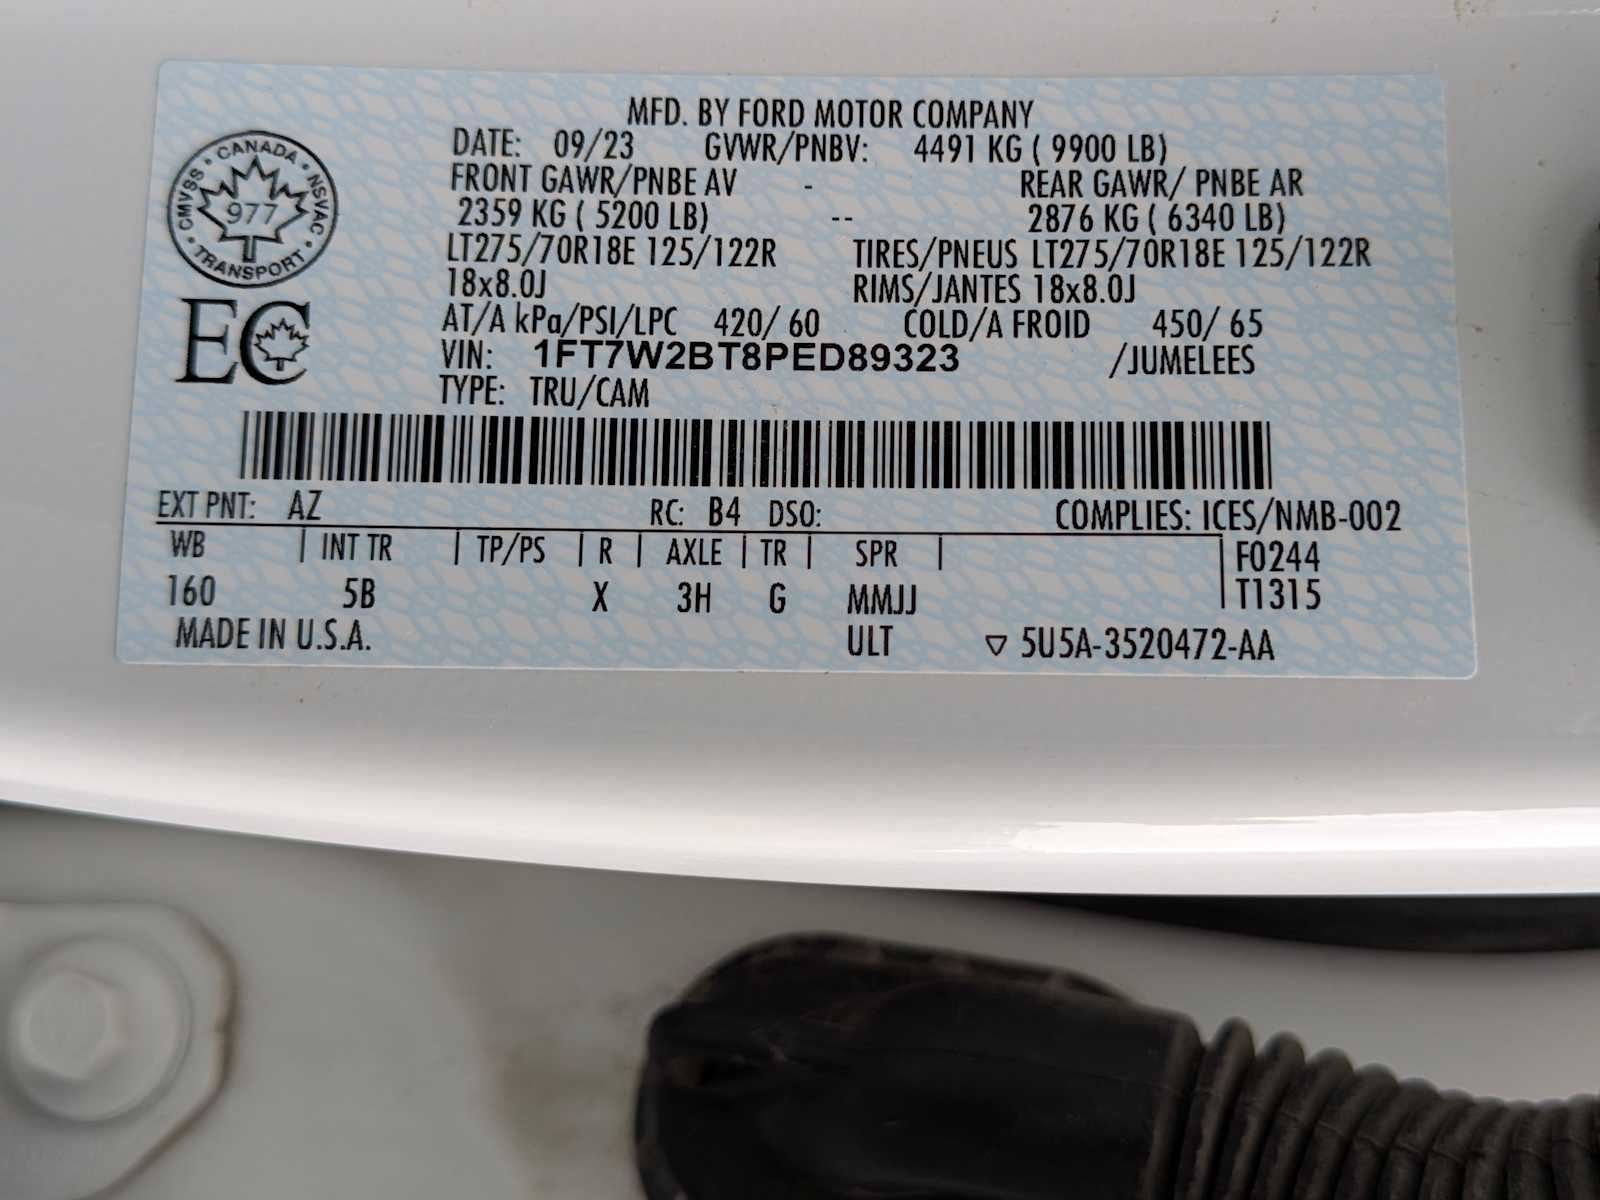 MFD. BY FORD MOTOR COMPANY
DATE: 09/23 GVWR/PNBV: 4491 KG ( 9900 LB)
FRONT GAWR/PNBE AV - REAR GAWR/ PNBE AR
2359 KG ( 5200 LB) -- 2876 KG ( 6340 LB)
LT275/70R18E 125/122R TIRES/PNEUS LT275/70R18E 125/122R
18x8.0J RIMS/JANTES 18x8.0J
AT/A kPa/PSI/LPC 420/ 60 COLD/A FROID 450/ 65
VIN: 1FT7W2BT8PED89323 /JUMELEES
TYPE: TRU/CAM
CANADA
CMVSS • NSVAC
977
TRANSPORT
EC
EXT PNT: AZ RC: B4 DSO: COMPLIES: ICES/NMB-002
WB | INT TR | TP/PS | R | AXLE | TR | SPR | F0244
160 5B X 3H G MMJJ T1315
MADE IN U.S.A. ULT ▽ 5U5A-3520472-AA